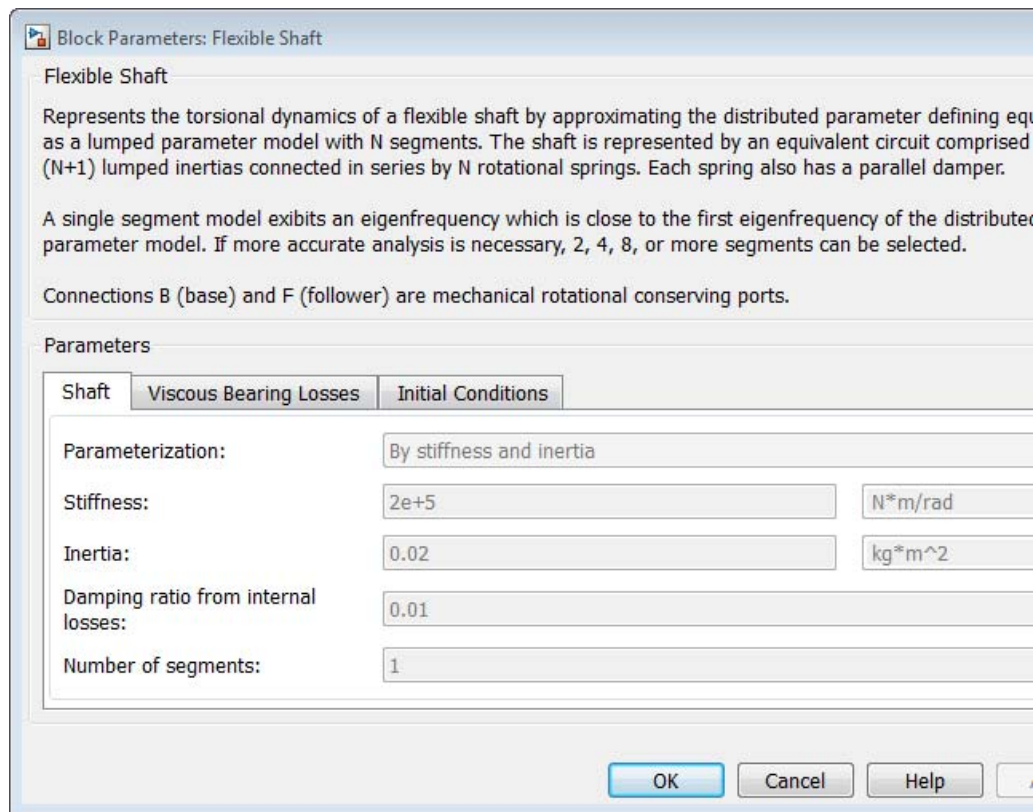 Block Parameters: Flexible Shaft
Flexible Shaft
Represents the torsional dynamics of a flexible shaft by approximating the distributed parameter defining equ
as a lumped parameter model with N segments. The shaft is represented by an equivalent circuit comprised
(N+1) lumped inertias connected in series by N rotational springs. Each spring also has a parallel damper.
A single segment model exibits an eigenfrequency which is close to the first eigenfrequency of the distributed
parameter model. If more accurate analysis is necessary, 2, 4, 8, or more segments can be selected.
Connections B (base) and F (follower) are mechanical rotational conserving ports.
Parameters
Shaft Viscous Bearing Losses Initial Conditions
Parameterization: By stiffness and inertia
Stiffness: 2e+5 N*m/rad
Inertia: 0.02 kg*m^2
Damping ratio from internal
losses: 0.01
Number of segments: 1
OK Cancel Help